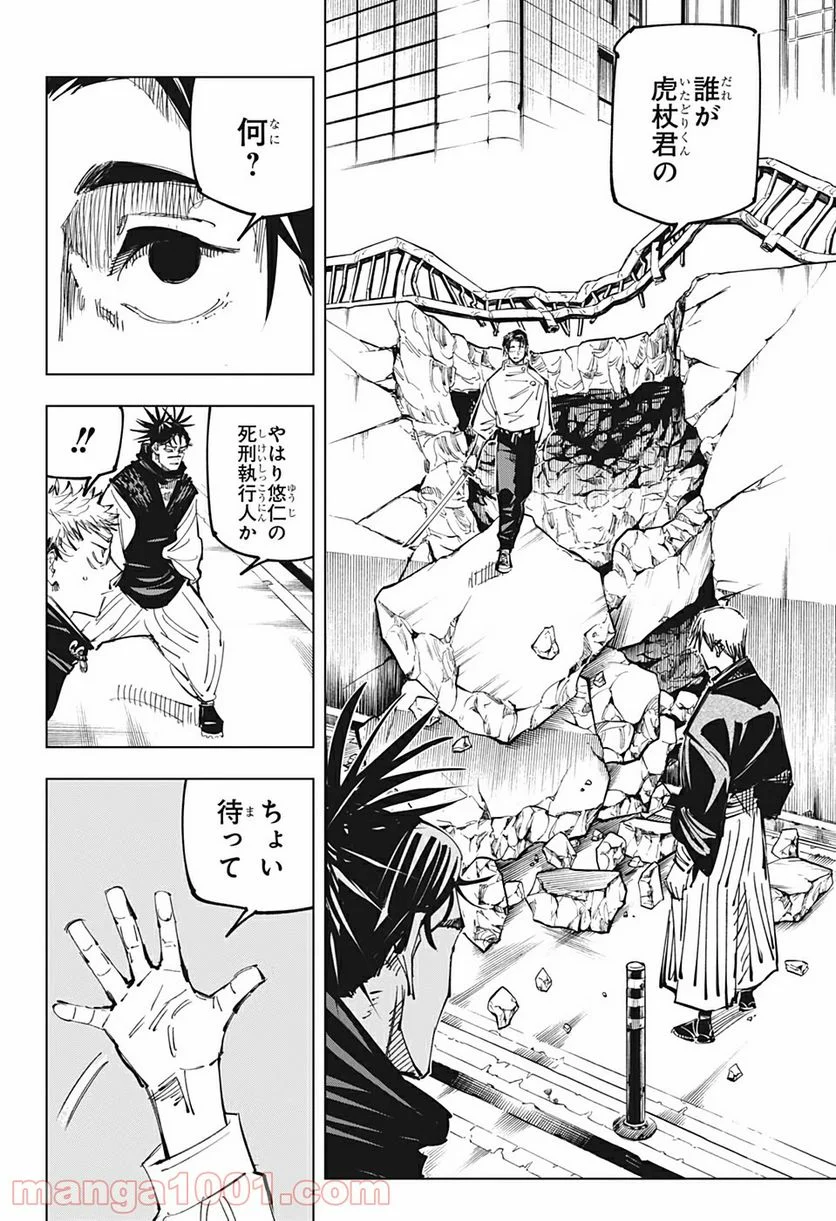 誰が
虎杖君の
何？
やはり悠仁の
死刑執行人か
!!
ちょい
待って
manga1001.com